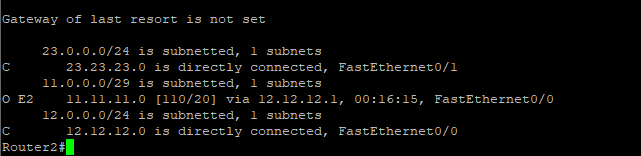 Gateway of last resort is not set
     23.0.0.0/24 is subnetted, 1 subnets
C       23.23.23.0 is directly connected, FastEthernet0/1
     11.0.0.0/29 is subnetted, 1 subnets
O E2    11.11.11.0 [110/20] via 12.12.12.1, 00:16:15, FastEthernet0/0
     12.0.0.0/24 is subnetted, 1 subnets
C       12.12.12.0 is directly connected, FastEthernet0/0
Router2#